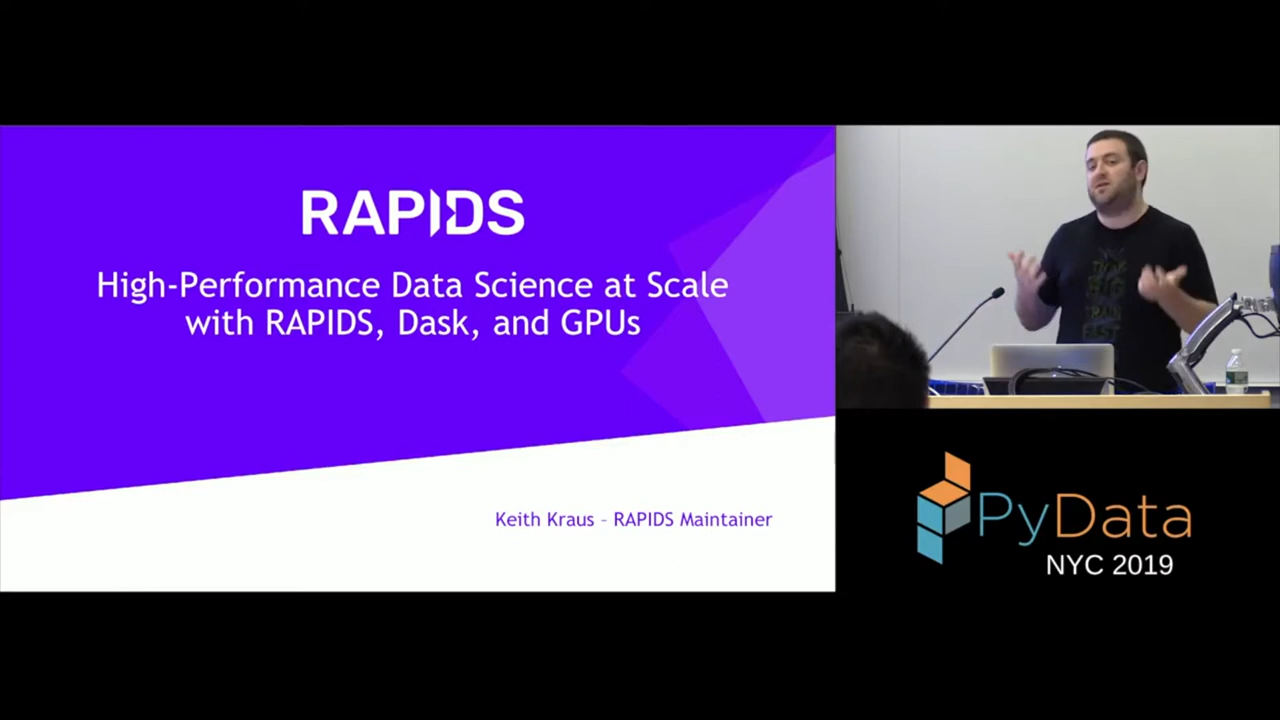 RAPIDS
High-Performance Data Science at Scale
with RAPIDS, Dask, and GPUs
Keith Kraus – RAPIDS Maintainer
PyData
NYC 2019